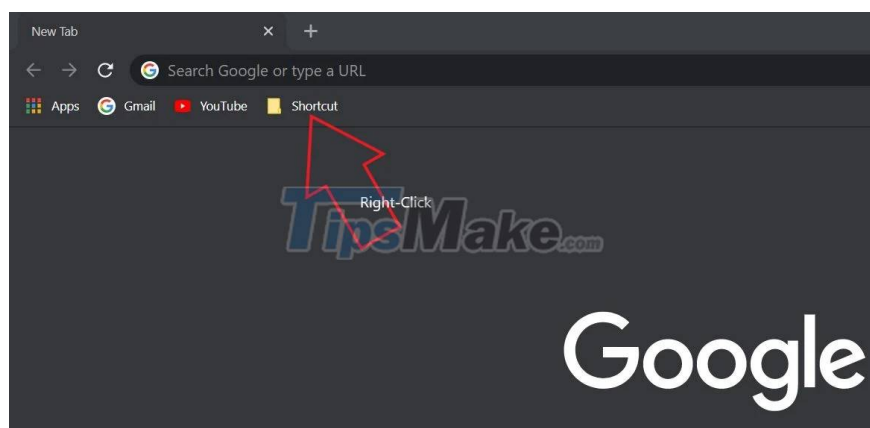 New Tab
Search Google or type a URL
Apps Gmail YouTube Shortcut
Right-Click
TipsMake.com
Google